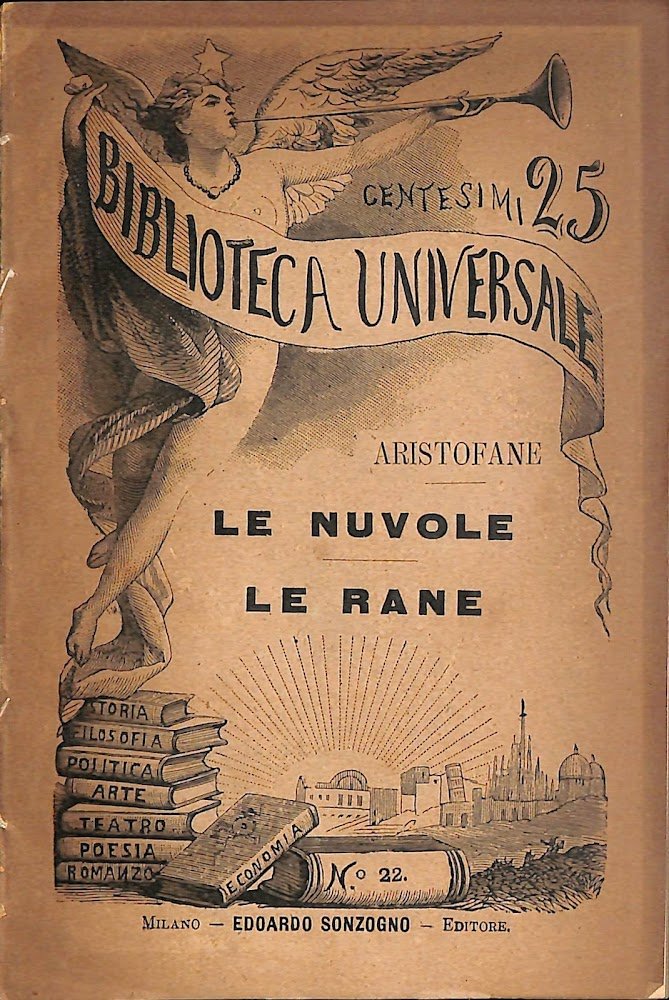 CENTESIMI 25
BIBLIOTECA UNIVERSALE
ARISTOFANE
LE NUVOLE
LE RANE
STORIA
FILOSOFIA
POLITICA
ARTE
TEATRO
POESIA
ROMANZO
ECONOMIA
N.o 22.
MILANO — EDOARDO SONZOGNO — EDITORE.